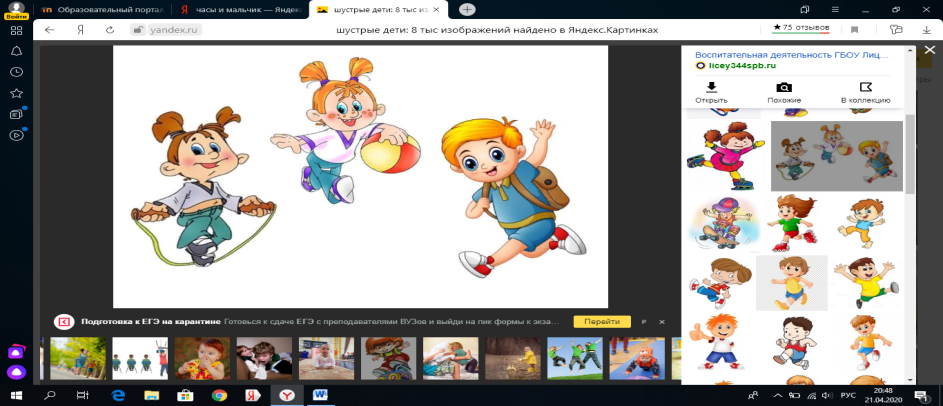 Войти
Образовательный портал
часы и мальчик — Яндек
шустрые дети: 8 тыс из
yandex.ru
шустрые дети: 8 тыс изображений найдено в Яндекс.Картинках
★ 75 отзывов
Воспитательная деятельность ГБОУ Лиц...
licey344spb.ru
Открыть
Похожие
В коллекцию
Подготовка к ЕГЭ на карантине Готовься к сдаче ЕГЭ с преподавателями ВУЗов и выйди на пик формы к экза...
Перейти
РУС
20:48
21.04.2020